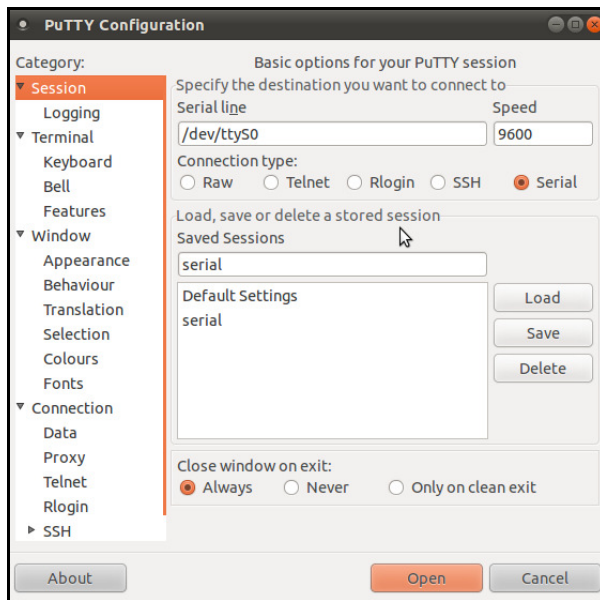 PuTTY Configuration
Category:
Session
Logging
Terminal
Keyboard
Bell
Features
Window
Appearance
Behaviour
Translation
Selection
Colours
Fonts
Connection
Data
Proxy
Telnet
Rlogin
SSH
Basic options for your PuTTY session
Specify the destination you want to connect to
Serial line Speed
/dev/ttyS0 9600
Connection type:
Raw Telnet Rlogin SSH Serial
Load, save or delete a stored session
Saved Sessions
serial
Default Settings
serial
Load
Save
Delete
Close window on exit:
Always Never Only on clean exit
About Open Cancel